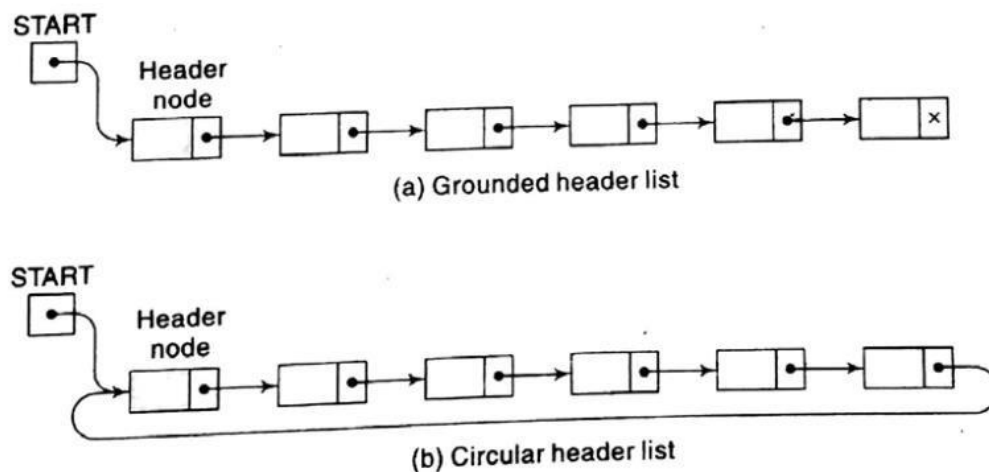 START
Header
node
×
(a) Grounded header list
START
Header
node
(b) Circular header list